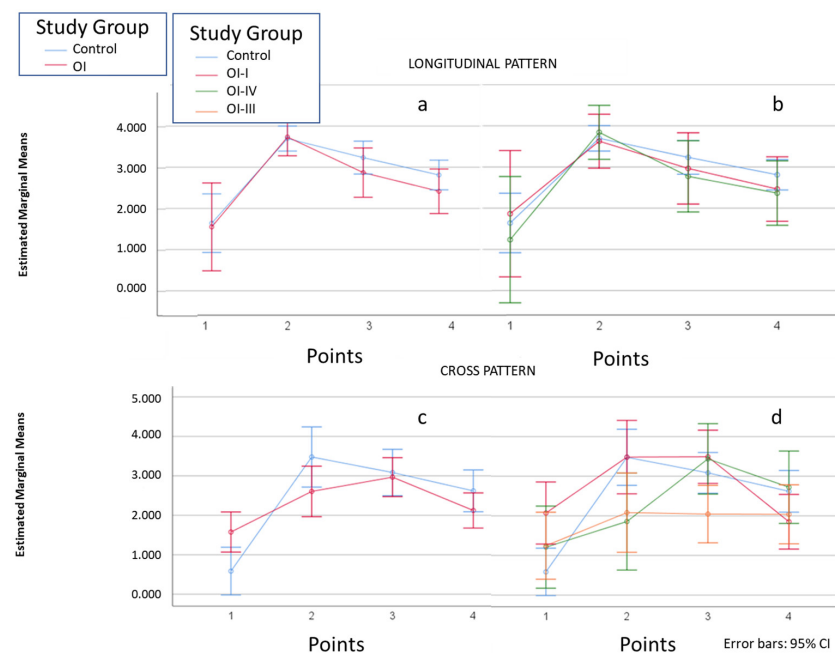 Study Group
Control
OI
Study Group
Control
OI-I
OI-IV
OI-III
LONGITUDINAL PATTERN
a
b
Estimated Marginal Means
4.000
3.000
2.000
1.000
0.000
1 2 3 4
1 2 3 4
Points
Points
CROSS PATTERN
c
d
Estimated Marginal Means
5.000
4.000
3.000
2.000
1.000
0.000
1 2 3 4
1 2 3 4
Points
Points
Error bars: 95% CI